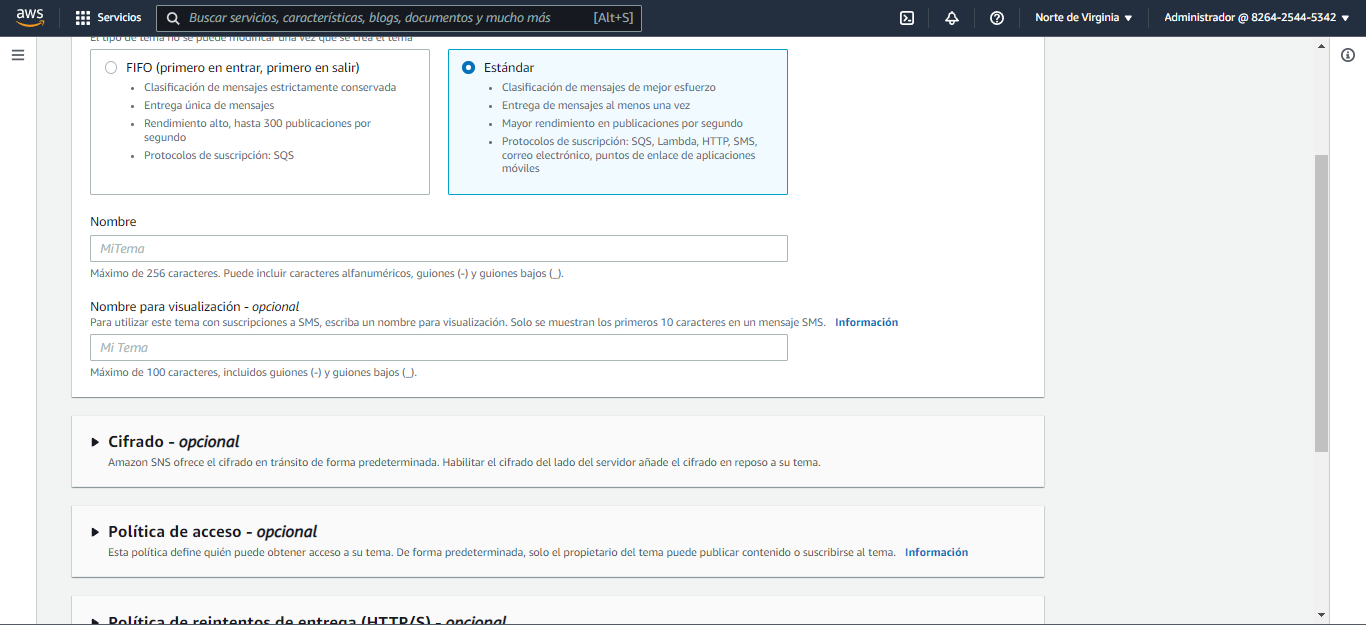 aws
Servicios
Buscar servicios, características, blogs, documentos y mucho más
[Alt+S]
Norte de Virginia
Administrador @ 8264-2544-5342
El tipo de tema no se puede modificar una vez que se crea el tema
FIFO (primero en entrar, primero en salir)
Clasificación de mensajes estrictamente conservada
Entrega única de mensajes
Rendimiento alto, hasta 300 publicaciones por
segundo
Protocolos de suscripción: SQS
Estándar
Clasificación de mensajes de mejor esfuerzo
Entrega de mensajes al menos una vez
Mayor rendimiento en publicaciones por segundo
Protocolos de suscripción: SQS, Lambda, HTTP, SMS,
correo electrónico, puntos de enlace de aplicaciones
móviles
Nombre
MiTema
Máximo de 256 caracteres. Puede incluir caracteres alfanuméricos, guiones (-) y guiones bajos (_).
Nombre para visualización - opcional
Para utilizar este tema con suscripciones a SMS, escriba un nombre para visualización. Solo se muestran los primeros 10 caracteres en un mensaje SMS. Información
Mi Tema
Máximo de 100 caracteres, incluidos guiones (-) y guiones bajos (_).
Cifrado - opcional
Amazon SNS ofrece el cifrado en tránsito de forma predeterminada. Habilitar el cifrado del lado del servidor añade el cifrado en reposo a su tema.
Política de acceso - opcional
Esta política define quién puede obtener acceso a su tema. De forma predeterminada, solo el propietario del tema puede publicar contenido o suscribirse al tema. Información
Política de reintentos de entrega (HTTP/S) - opcional